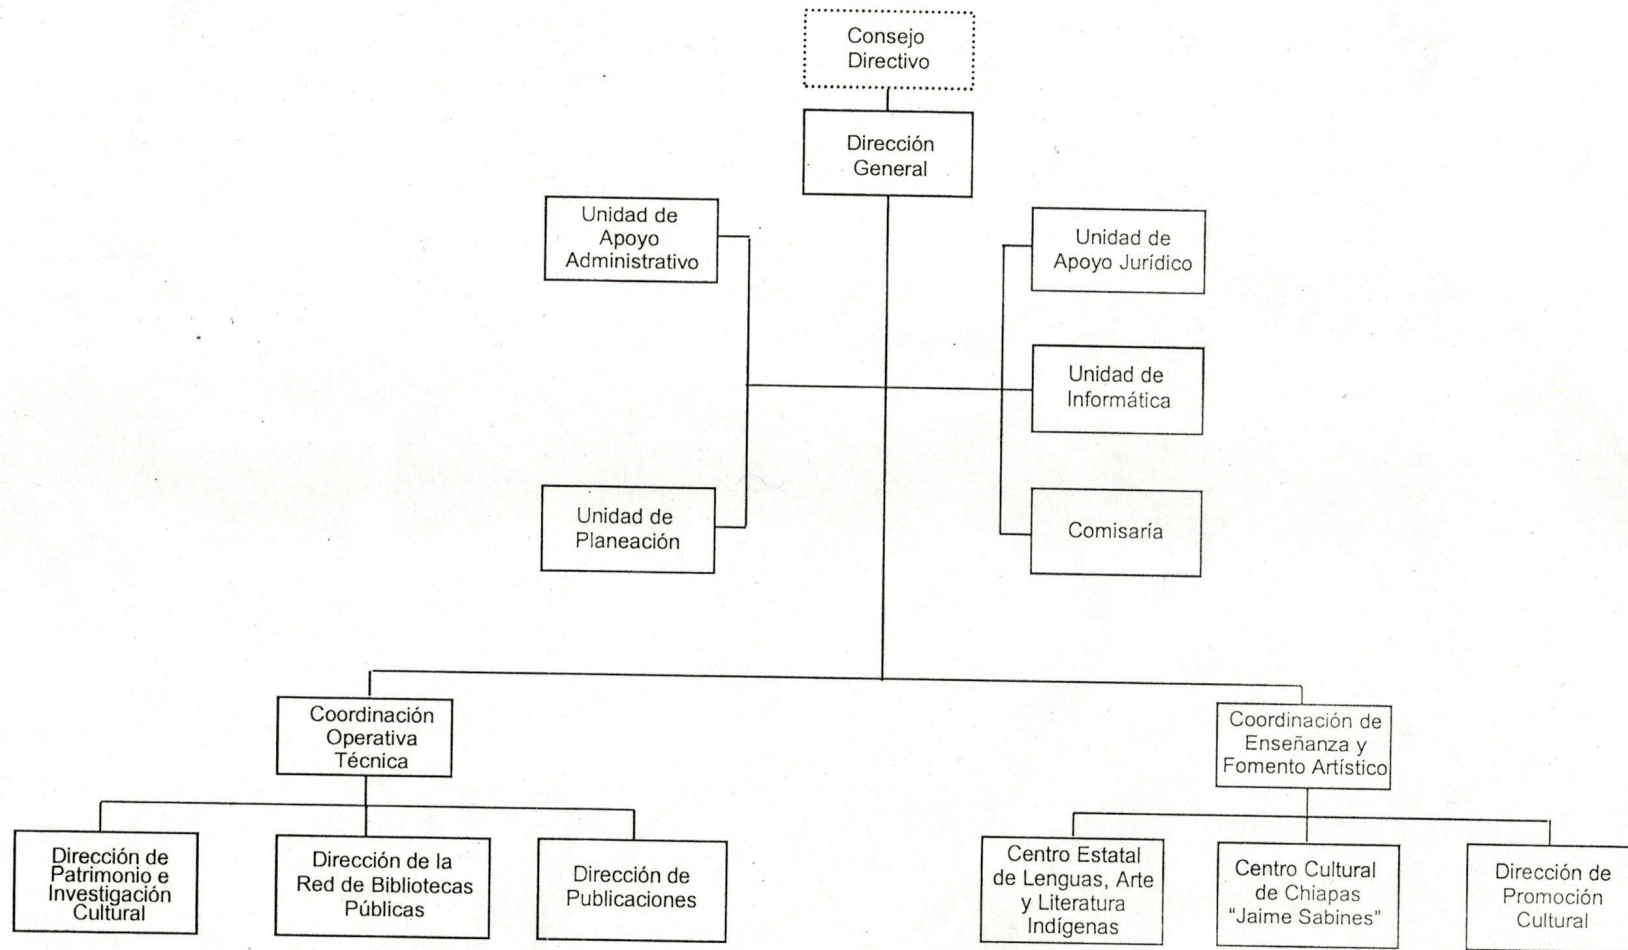 Consejo
Directivo
Dirección
General
Unidad de
Apoyo
Administrativo
Unidad de
Apoyo Jurídico
Unidad de
Informática
Unidad de
Planeación
Comisaría
Coordinación
Operativa
Técnica
Coordinación de
Enseñanza y
Fomento Artístico
Dirección de
Patrimonio e
Investigación
Cultural
Dirección de la
Red de Bibliotecas
Públicas
Dirección de
Publicaciones
Centro Estatal
de Lenguas, Arte
y Literatura
Indígenas
Centro Cultural
de Chiapas
"Jaime Sabines"
Dirección de
Promoción
Cultural